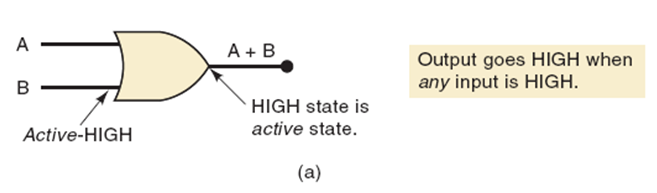 A
B
A + B
Active-HIGH
HIGH state is
active state.
Output goes HIGH when
any input is HIGH.
(a)